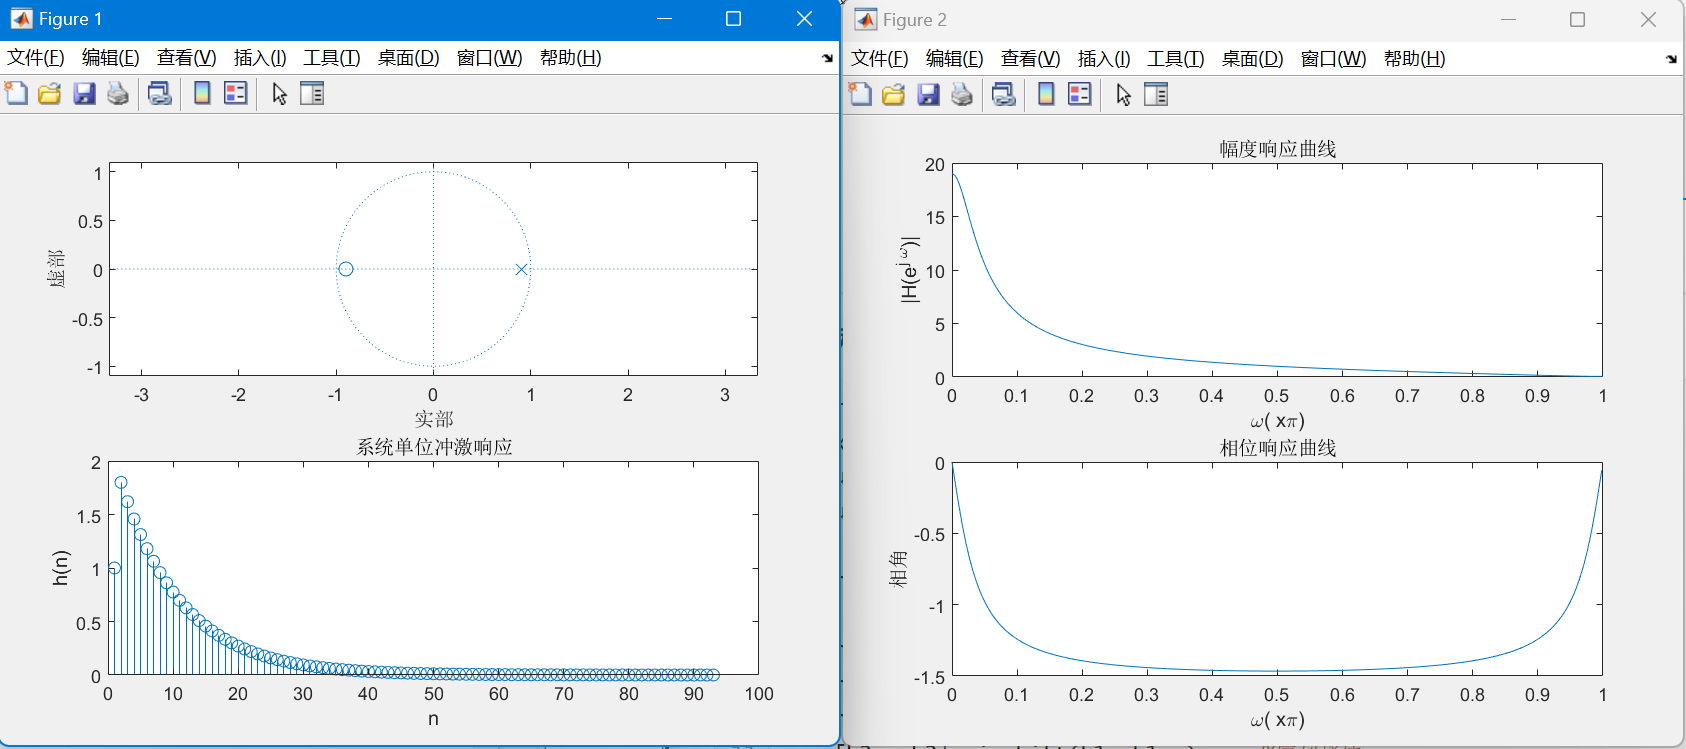 Figure 1
文件(F) 编辑(E) 查看(V) 插入(I) 工具(T) 桌面(D) 窗口(W) 帮助(H)
1
0.5
0
-0.5
-1
虚部
-3 -2 -1 0 1 2 3
实部
系统单位冲激响应
2
1.5
1
0.5
0
h(n)
0 10 20 30 40 50 60 70 80 90 100
n
Figure 2
文件(F) 编辑(E) 查看(V) 插入(I) 工具(T) 桌面(D) 窗口(W) 帮助(H)
幅度响应曲线
20
15
10
5
0
|H(e^{jω})|
0 0.1 0.2 0.3 0.4 0.5 0.6 0.7 0.8 0.9 1
ω( xπ)
相位响应曲线
0
-0.5
-1
-1.5
相角
0 0.1 0.2 0.3 0.4 0.5 0.6 0.7 0.8 0.9 1
ω( xπ)